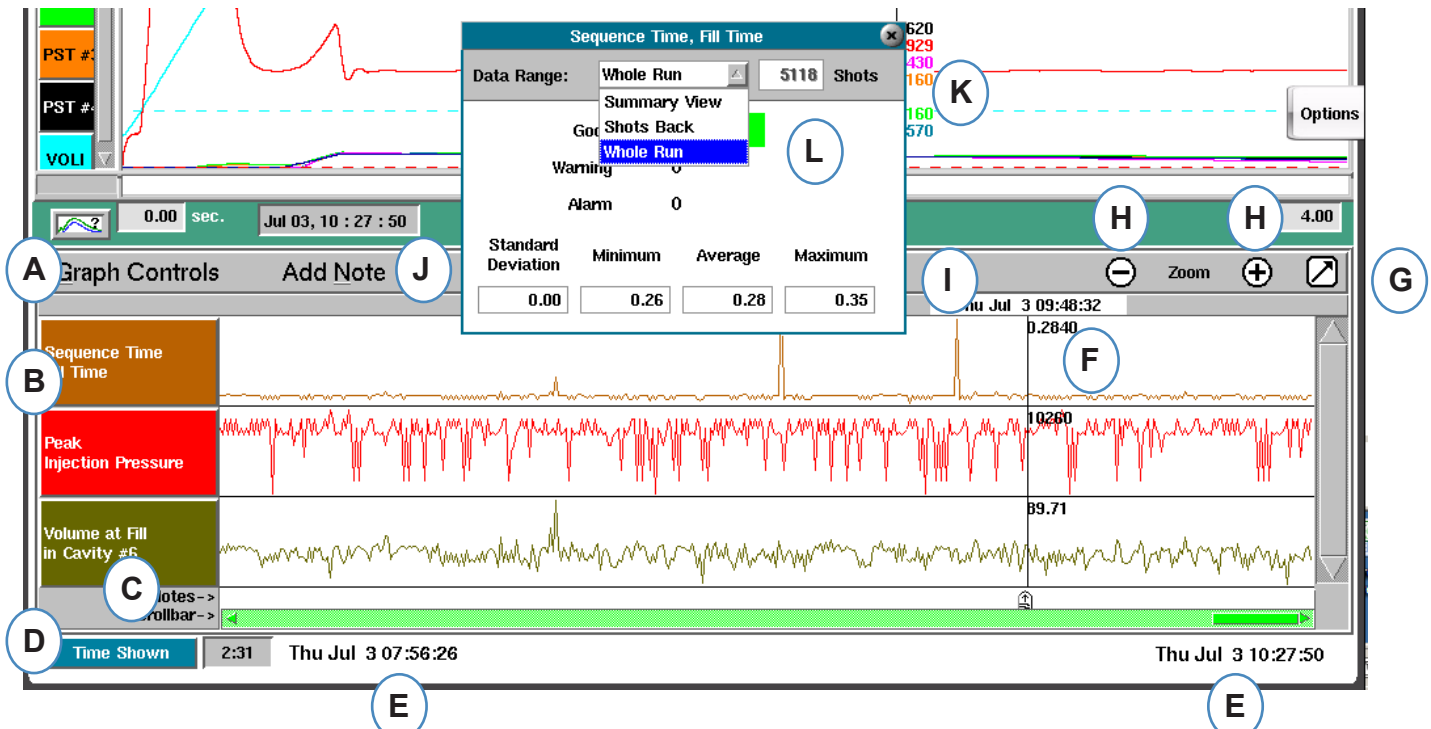 620
Sequence Time, Fill Time
929
PST #
430
Data Range: Whole Run 5118 Shots
160
K
Summary View
PST #
Shots Back
160
Options
570
Whole Run
L
VOLI
Warning 0
Alarm 0
0.00 sec.
Jul 03, 10 : 27 : 50
H
H
4.00
Standard Deviation
Minimum
Average
Maximum
A
Graph Controls
Add Note
J
I
Zoom
G
0.00
0.26
0.28
0.35
Thu Jul 3 09:48:32
Sequence Time
Fill Time
0.2840
F
B
Peak
Injection Pressure
10260
Volume at Fill
in Cavity #6
89.71
C
Notes->
Scrollbar->
D
Time Shown
2:31
Thu Jul 3 07:56:26
Thu Jul 3 10:27:50
E
E